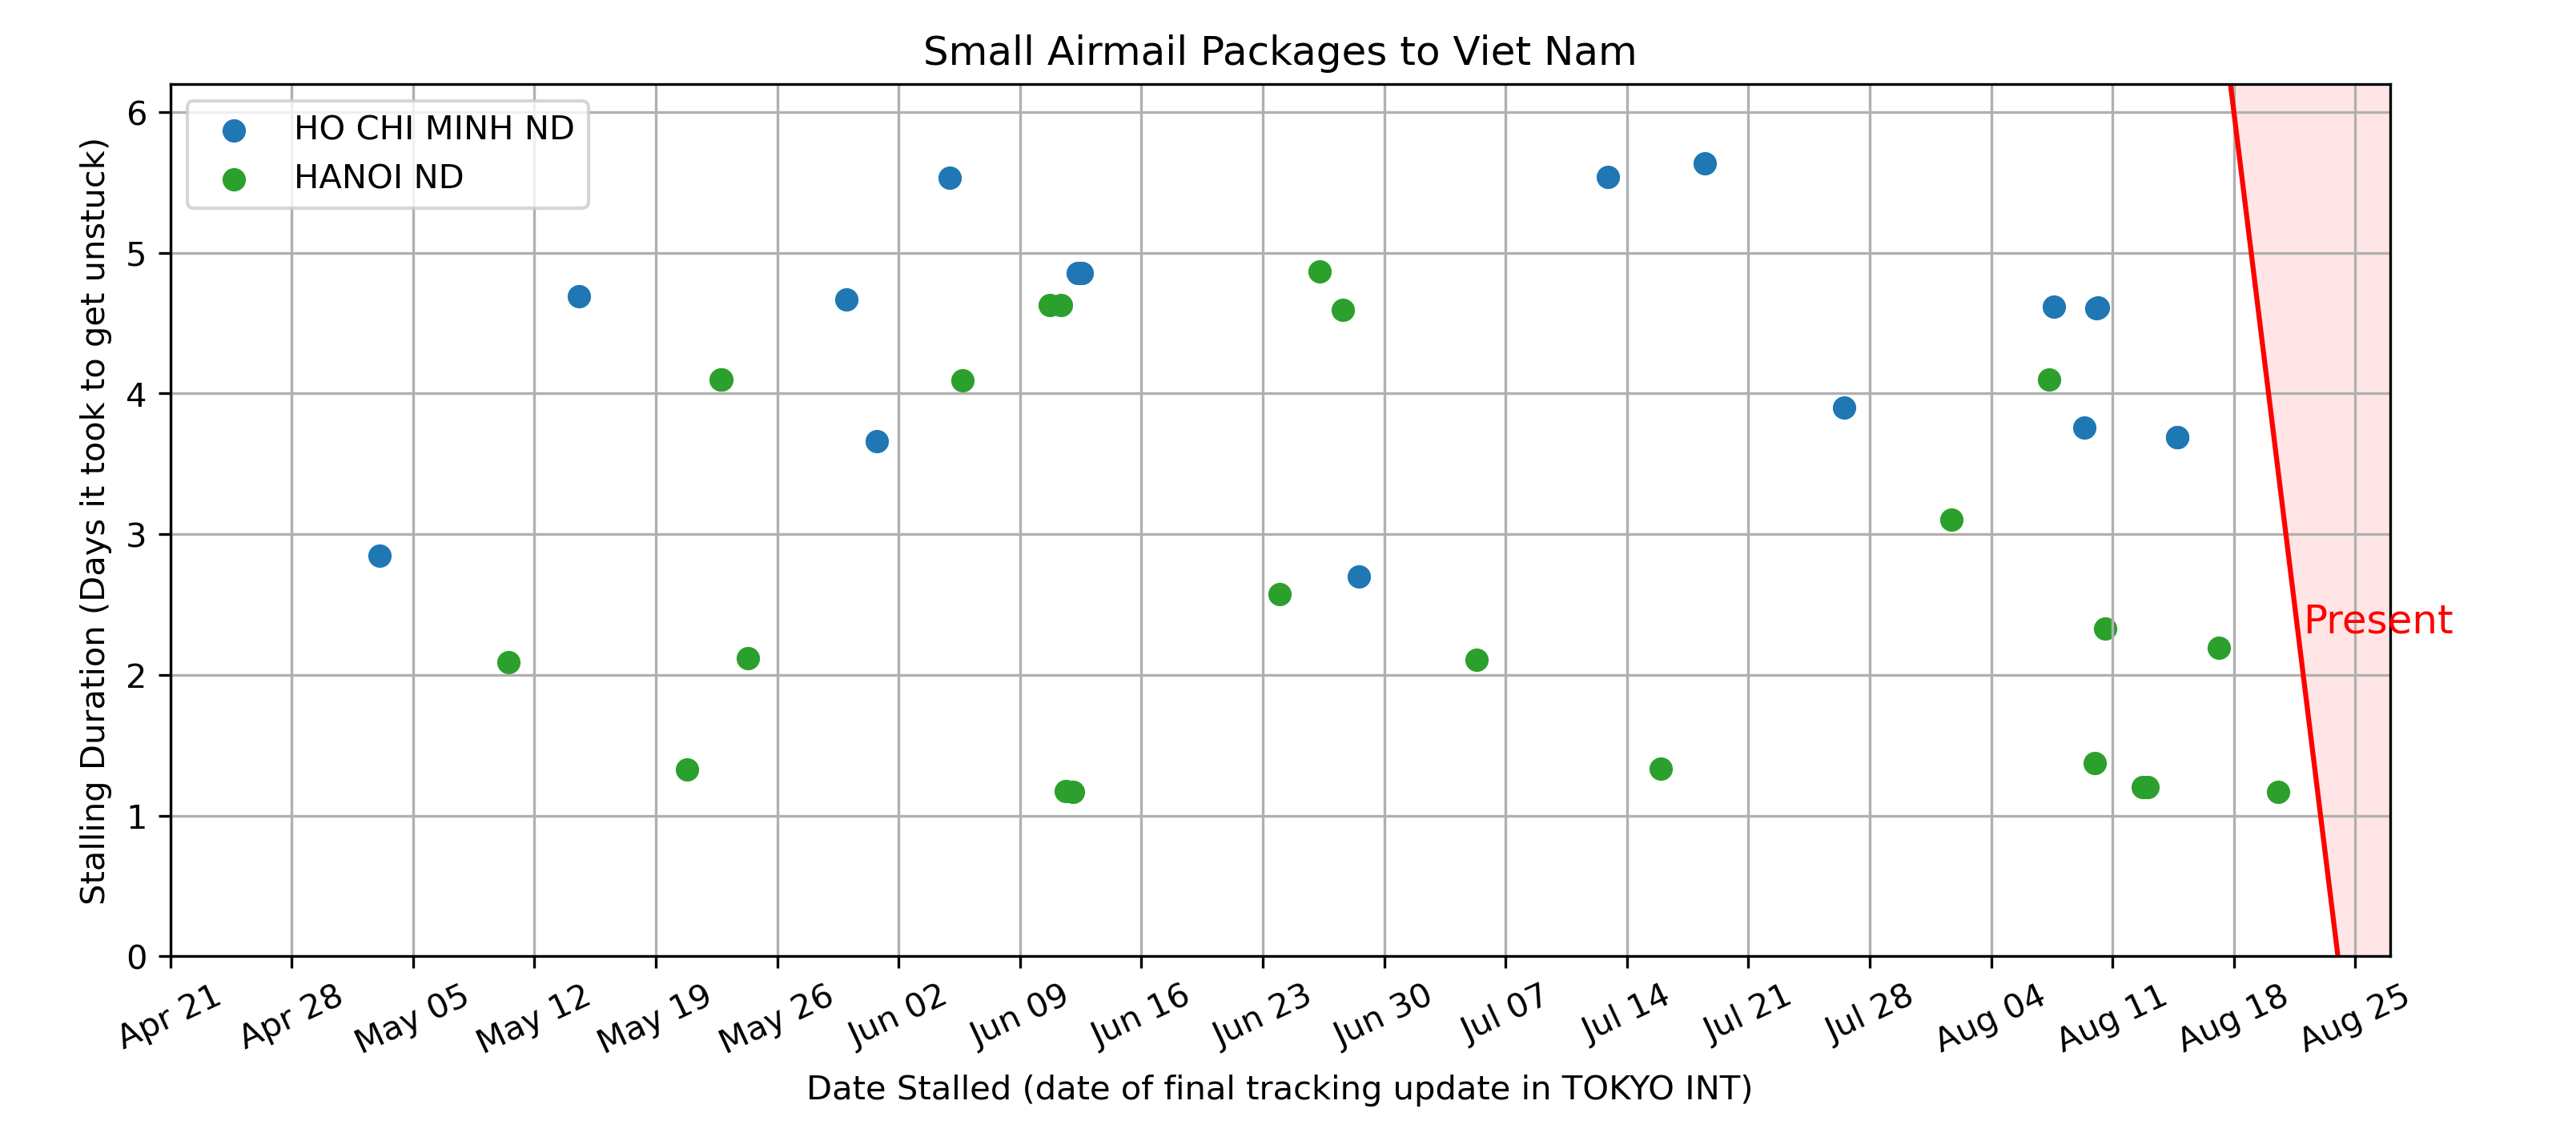 Small Airmail Packages to Viet Nam
HO CHI MINH ND
HANOI ND
Stalling Duration (Days it took to get unstuck)
6
5
4
3
2
1
0
Present
Apr 21
Apr 28
May 05
May 12
May 19
May 26
Jun 02
Jun 09
Jun 16
Jun 23
Jun 30
Jul 07
Jul 14
Jul 21
Jul 28
Aug 04
Aug 11
Aug 18
Aug 25
Date Stalled (date of final tracking update in TOKYO INT)